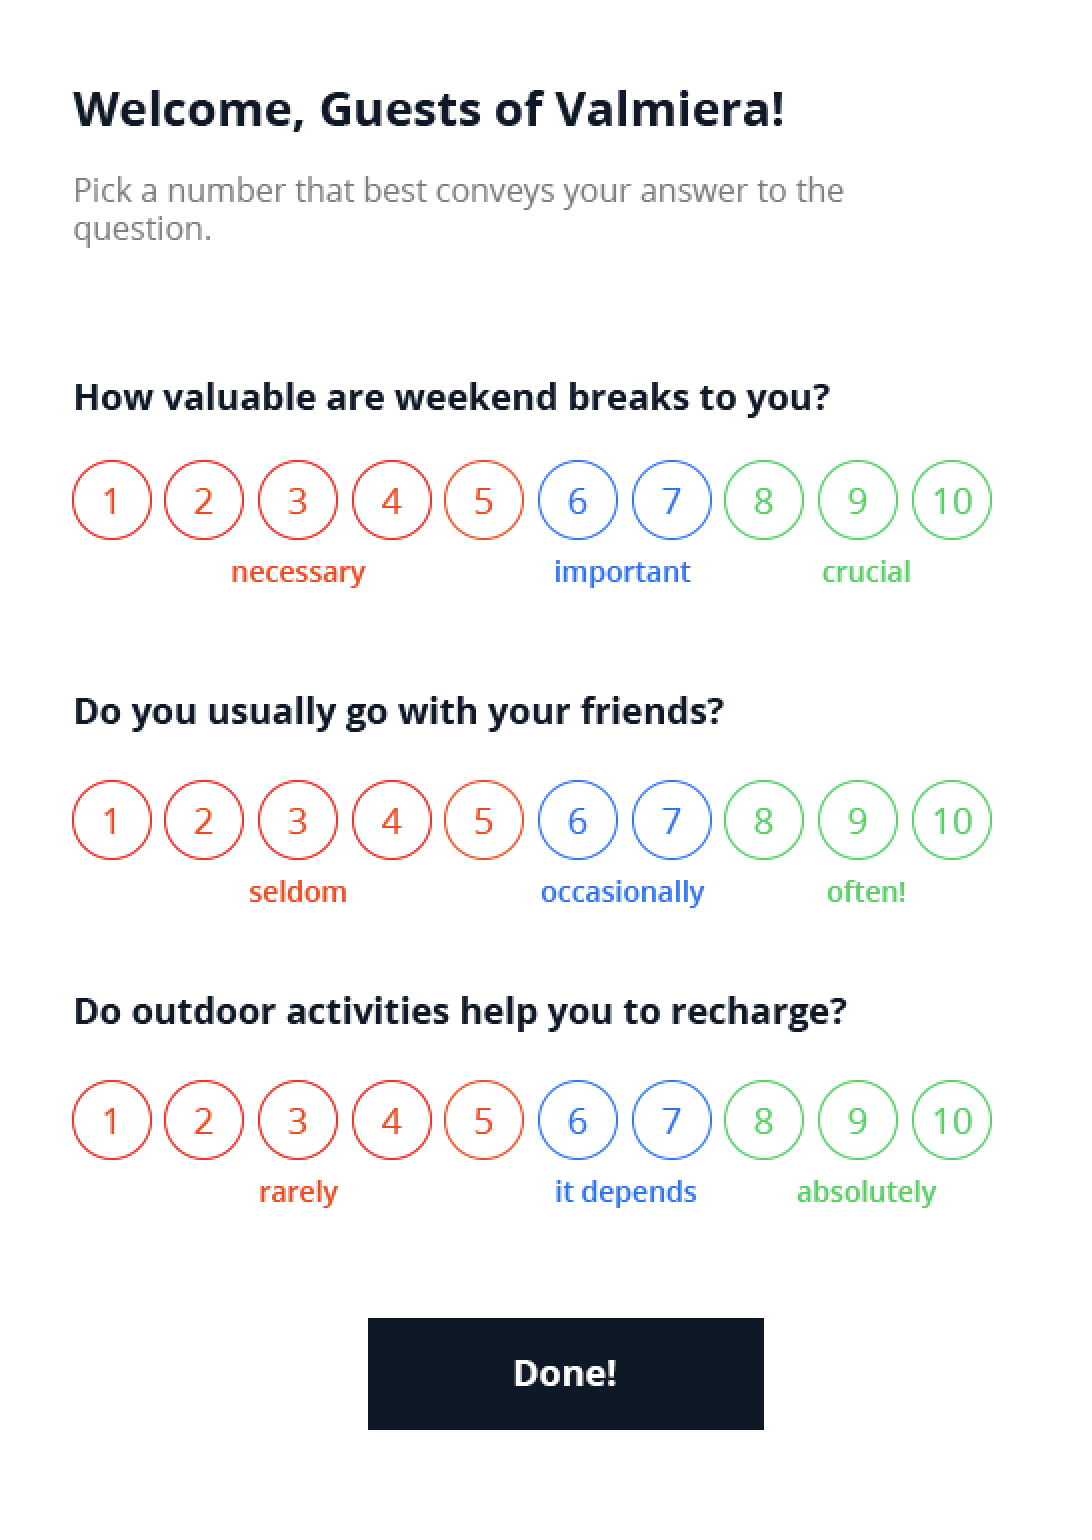 Welcome, Guests of Valmiera!
Pick a number that best conveys your answer to the
question.
How valuable are weekend breaks to you?
1 2 3 4 5 6 7 8 9 10
necessary important crucial
Do you usually go with your friends?
1 2 3 4 5 6 7 8 9 10
seldom occasionally often!
Do outdoor activities help you to recharge?
1 2 3 4 5 6 7 8 9 10
rarely it depends absolutely
Done!